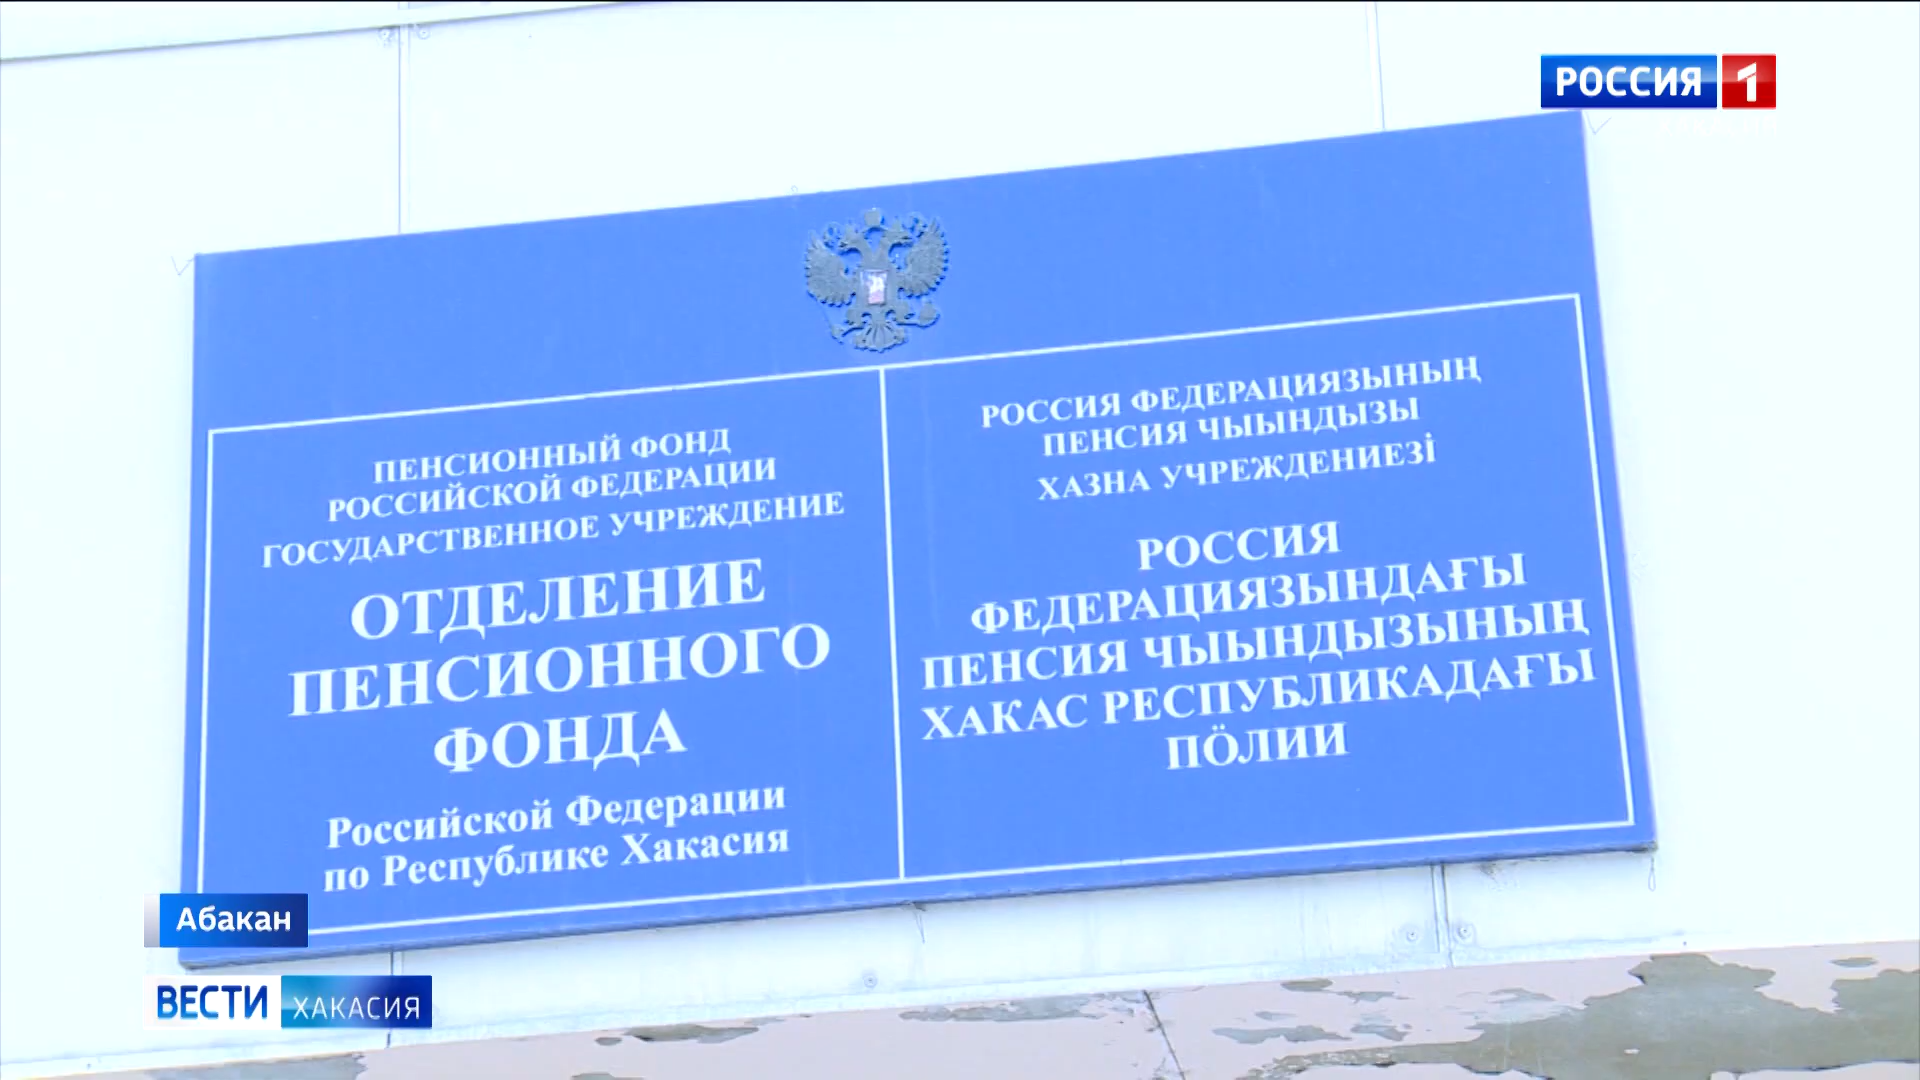 РОССИЯ 1
ПЕНСИОННЫЙ ФОНД
РОССИЙСКОЙ ФЕДЕРАЦИИ
ГОСУДАРСТВЕННОЕ УЧРЕЖДЕНИЕ
ОТДЕЛЕНИЕ
ПЕНСИОННОГО
ФОНДА
Российской Федерации
по Республике Хакасия
РОССИЯ ФЕДЕРАЦИЯЗЫНЫҢ
ПЕНСИЯ ЧЫЫНДЫЗЫ
ХАЗНА УЧРЕЖДЕНИЕЗІ
РОССИЯ
ФЕДЕРАЦИЯЗЫНДАҒЫ
ПЕНСИЯ ЧЫЫНДЫЗЫНЫҢ
ХАКАС РЕСПУБЛИКАДАҒЫ
ПӦЛИИ
Абакан
ВЕСТИ ХАКАСИЯ